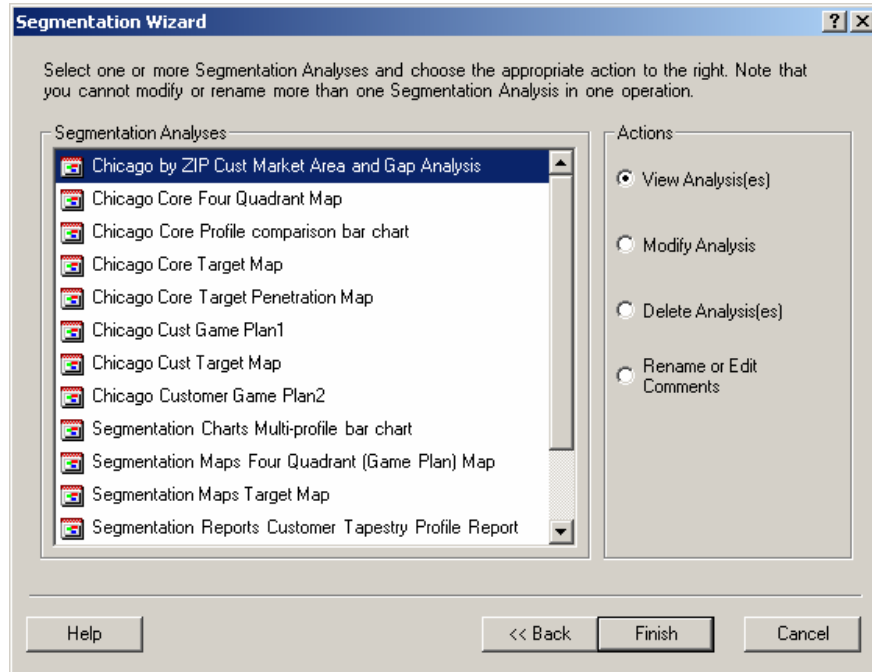 Segmentation Wizard
Select one or more Segmentation Analyses and choose the appropriate action to the right. Note that
you cannot modify or rename more than one Segmentation Analysis in one operation.
Segmentation Analyses
Chicago by ZIP Cust Market Area and Gap Analysis
Chicago Core Four Quadrant Map
Chicago Core Profile comparison bar chart
Chicago Core Target Map
Chicago Core Target Penetration Map
Chicago Cust Game Plan1
Chicago Cust Target Map
Chicago Customer Game Plan2
Segmentation Charts Multi-profile bar chart
Segmentation Maps Four Quadrant (Game Plan) Map
Segmentation Maps Target Map
Segmentation Reports Customer Tapestry Profile Report
Actions
View Analysis(es)
Modify Analysis
Delete Analysis(es)
Rename or Edit
Comments
Help
<< Back
Finish
Cancel